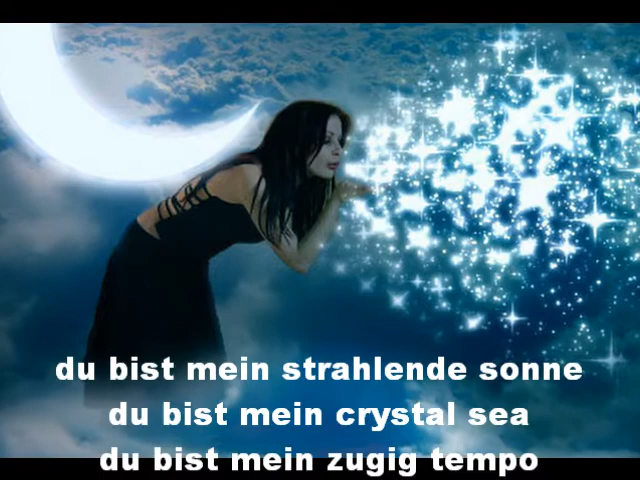 du bist mein strahlende sonne
du bist mein crystal sea
du bist mein zugig tempo